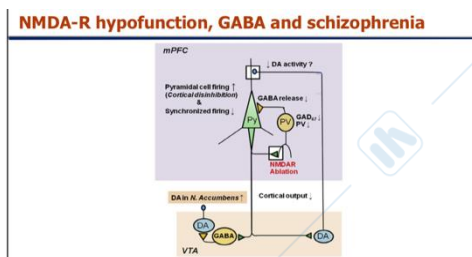 NMDA-R hypofunction, GABA and schizophrenia
mPFC
↓ DA activity ?
Pyramidal cell firing ↑
(Cortical disinhibition)
&
Synchronized firing ↓
GABA release ↓
Py
PV
GAD₆₇ ↓
PV ↓
NMDAR
Ablation
DA in N. Accumbens ↑
Cortical output ↓
DA
GABA
DA
VTA